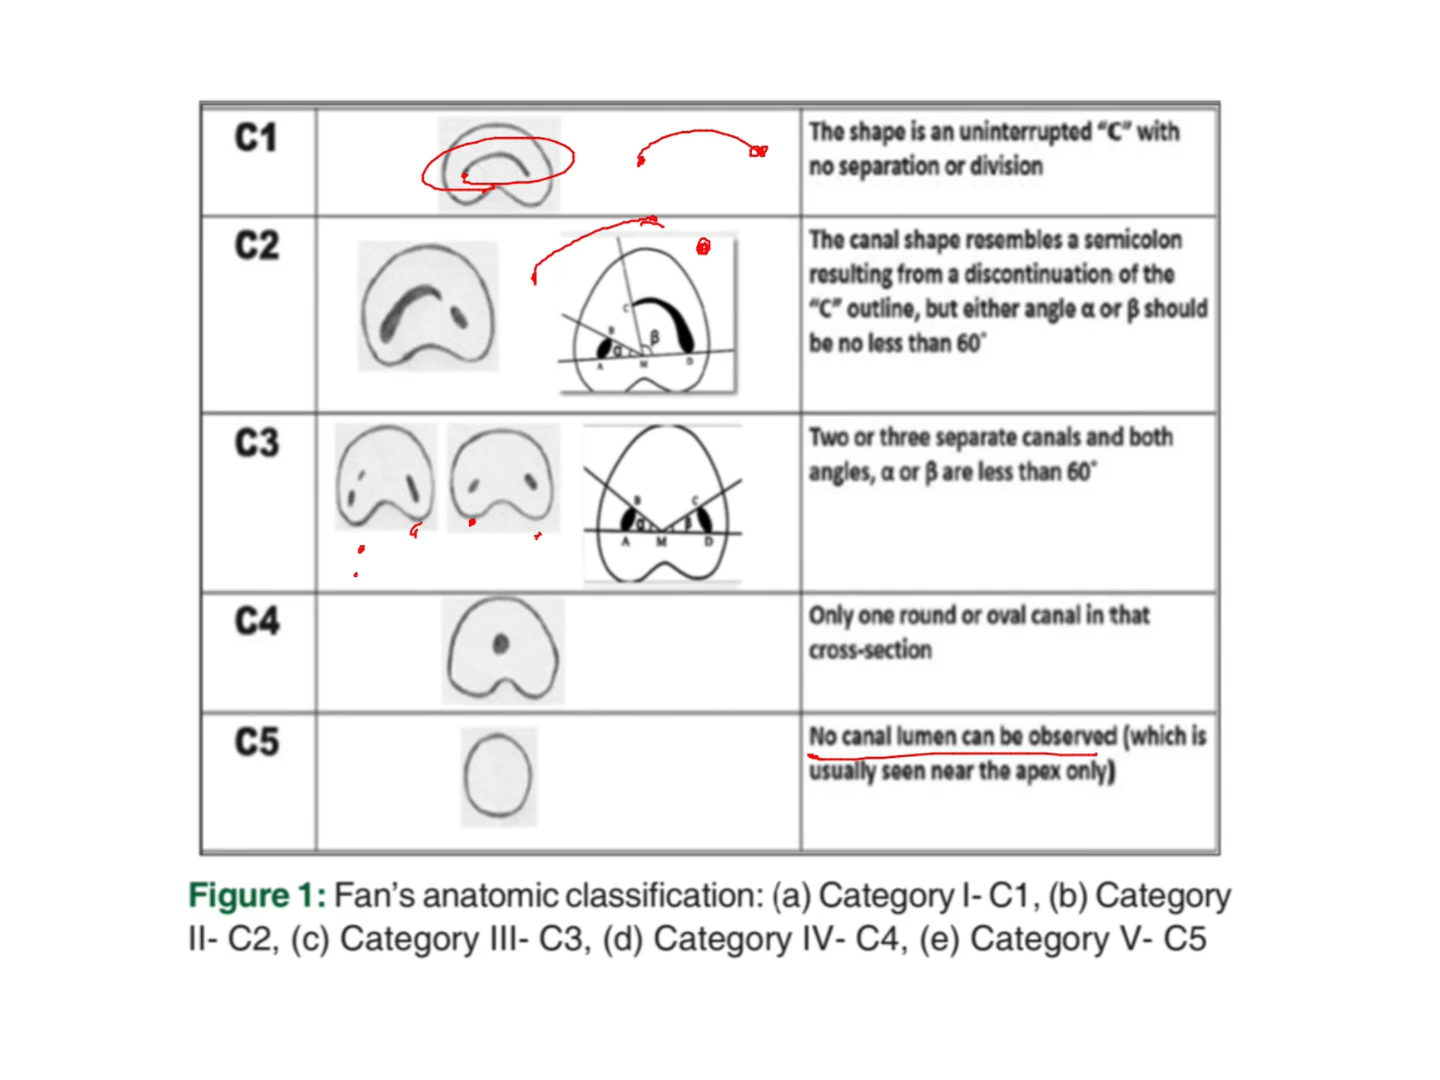 C1
The shape is an uninterrupted “C” with
no separation or division
C2
The canal shape resembles a semicolon
resulting from a discontinuation of the
“C” outline, but either angle α or β should
be no less than 60˚
C
B
β
α
A
M
D
C3
Two or three separate canals and both
angles, α or β are less than 60˚
B
C
α
β
A
M
D
C4
Only one round or oval canal in that
cross-section
C5
No canal lumen can be observed (which is
usually seen near the apex only)
Figure 1: Fan’s anatomic classification: (a) Category I- C1, (b) Category
II- C2, (c) Category III- C3, (d) Category IV- C4, (e) Category V- C5